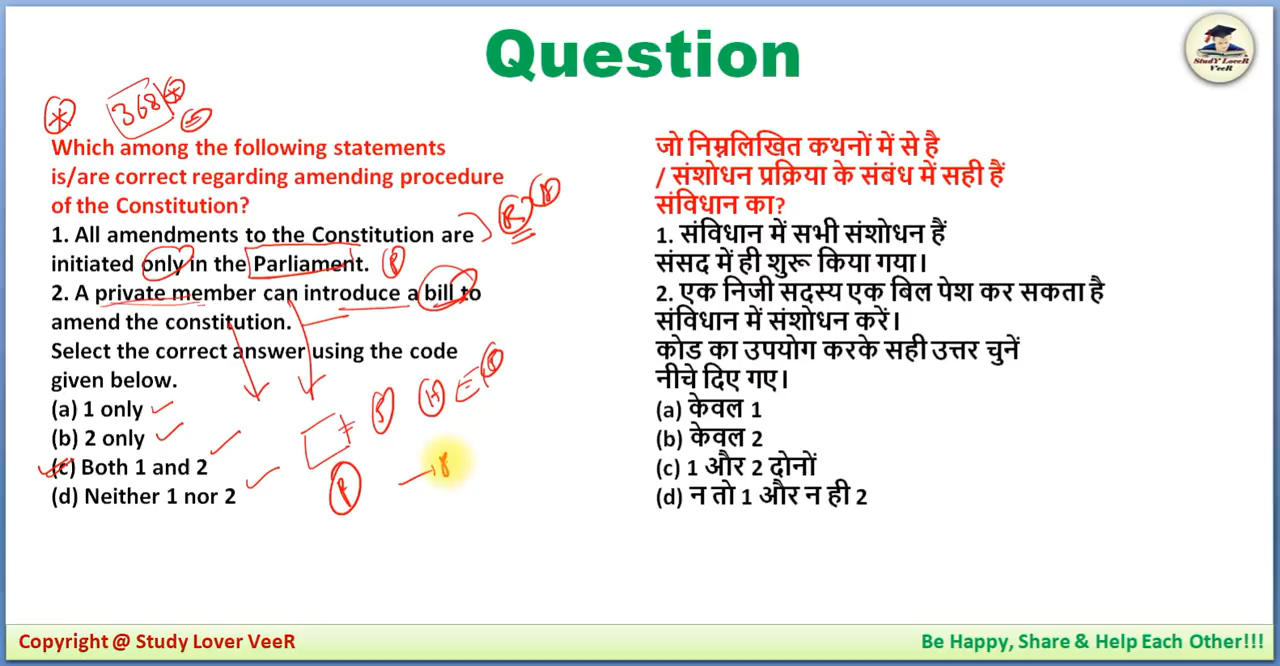 Question
StudY LoveR
VeeR
368
Which among the following statements
is/are correct regarding amending procedure
of the Constitution?
1. All amendments to the Constitution are
initiated only in the Parliament.
2. A private member can introduce a bill to
amend the constitution.
Select the correct answer using the code
given below.
(a) 1 only
(b) 2 only
(c) Both 1 and 2
(d) Neither 1 nor 2
जो निम्नलिखित कथनों में से है
/ संशोधन प्रक्रिया के संबंध में सही हैं
संविधान का?
1. संविधान में सभी संशोधन हैं
संसद में ही शुरू किया गया।
2. एक निजी सदस्य एक बिल पेश कर सकता है
संविधान में संशोधन करें।
कोड का उपयोग करके सही उत्तर चुनें
नीचे दिए गए।
(a) केवल 1
(b) केवल 2
(c) 1 और 2 दोनों
(d) न तो 1 और न ही 2
Copyright @ Study Lover VeeR
Be Happy, Share & Help Each Other!!!